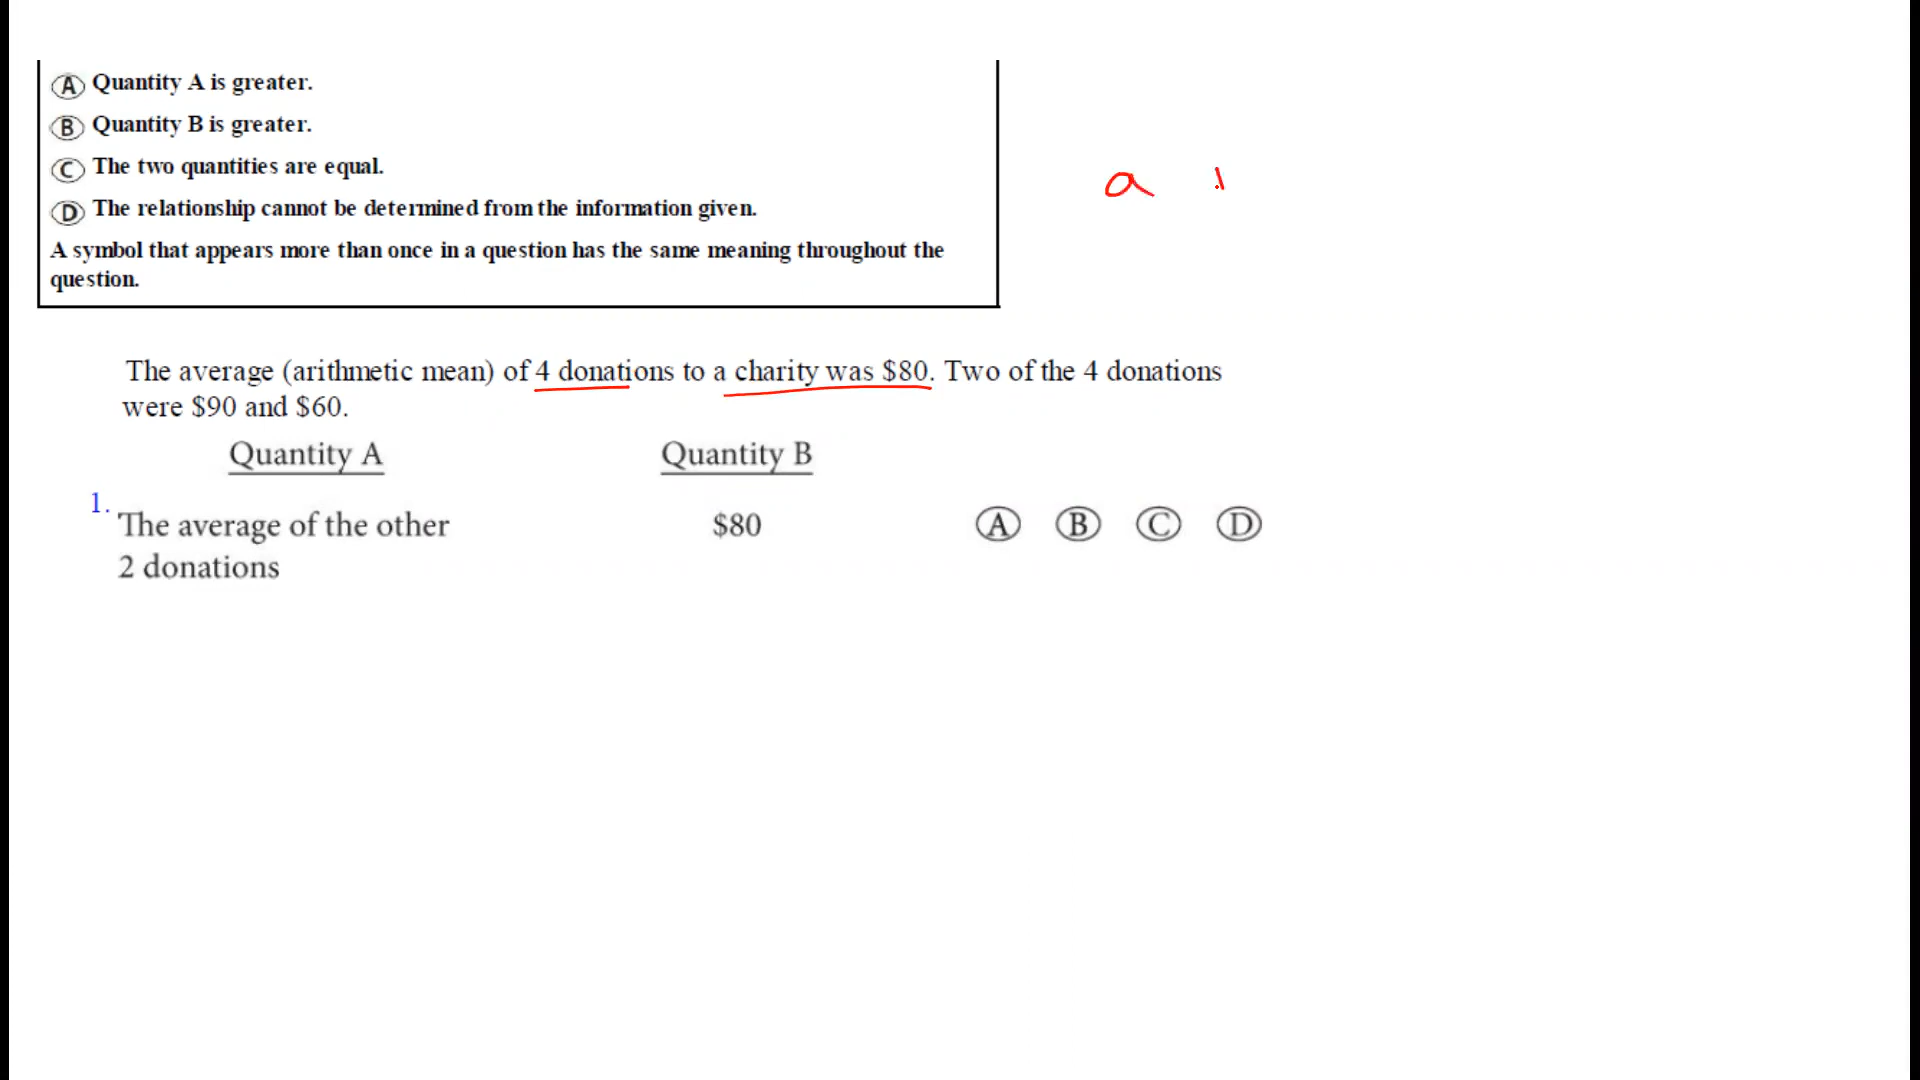 A Quantity A is greater.
B Quantity B is greater.
C The two quantities are equal.
D The relationship cannot be determined from the information given.
A symbol that appears more than once in a question has the same meaning throughout the
question.
a
The average (arithmetic mean) of 4 donations to a charity was $80. Two of the 4 donations
were $90 and $60.
Quantity A Quantity B
1.
The average of the other $80 A B C D
2 donations